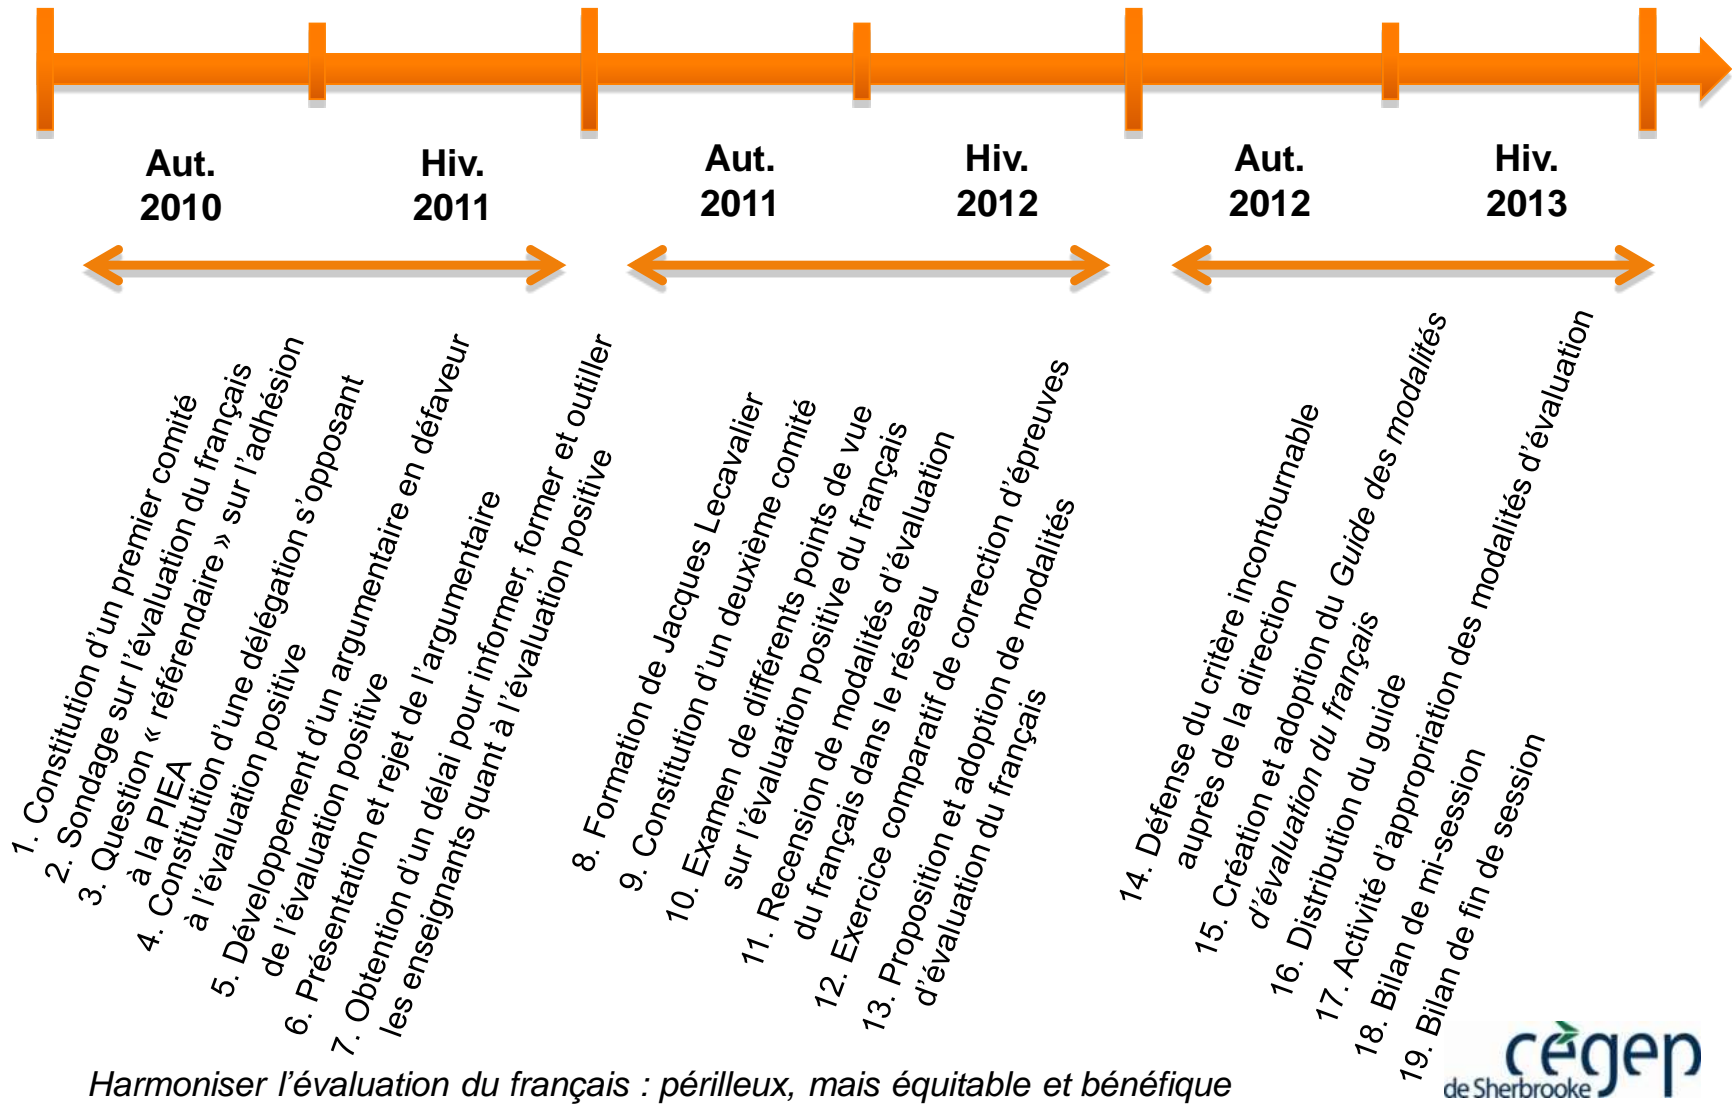 Aut.
2010
Hiv.
2011
Aut.
2011
Hiv.
2012
Aut.
2012
Hiv.
2013
1. Constitution d’un premier comité
2. Sondage sur l’évaluation du français
3. Question « référendaire » sur l’adhésion
à la PIEA
4. Constitution d’une délégation s’opposant
à l’évaluation positive
5. Développement d’un argumentaire en défaveur
de l’évaluation positive
6. Présentation et rejet de l’argumentaire
7. Obtention d’un délai pour informer, former et outiller
les enseignants quant à l’évaluation positive
8. Formation de Jacques Lecavalier
9. Constitution d’un deuxième comité
10. Examen de différents points de vue
sur l’évaluation positive du français
11. Recension de modalités d’évaluation
du français dans le réseau
12. Exercice comparatif de correction d’épreuves
13. Proposition et adoption de modalités
d’évaluation du français
14. Défense du critère incontournable
auprès de la direction
15. Création et adoption du Guide des modalités
d’évaluation du français
16. Distribution du guide
17. Activité d’appropriation des modalités d’évaluation
18. Bilan de mi-session
19. Bilan de fin de session
Harmoniser l’évaluation du français : périlleux, mais équitable et bénéfique
cégep
de Sherbrooke